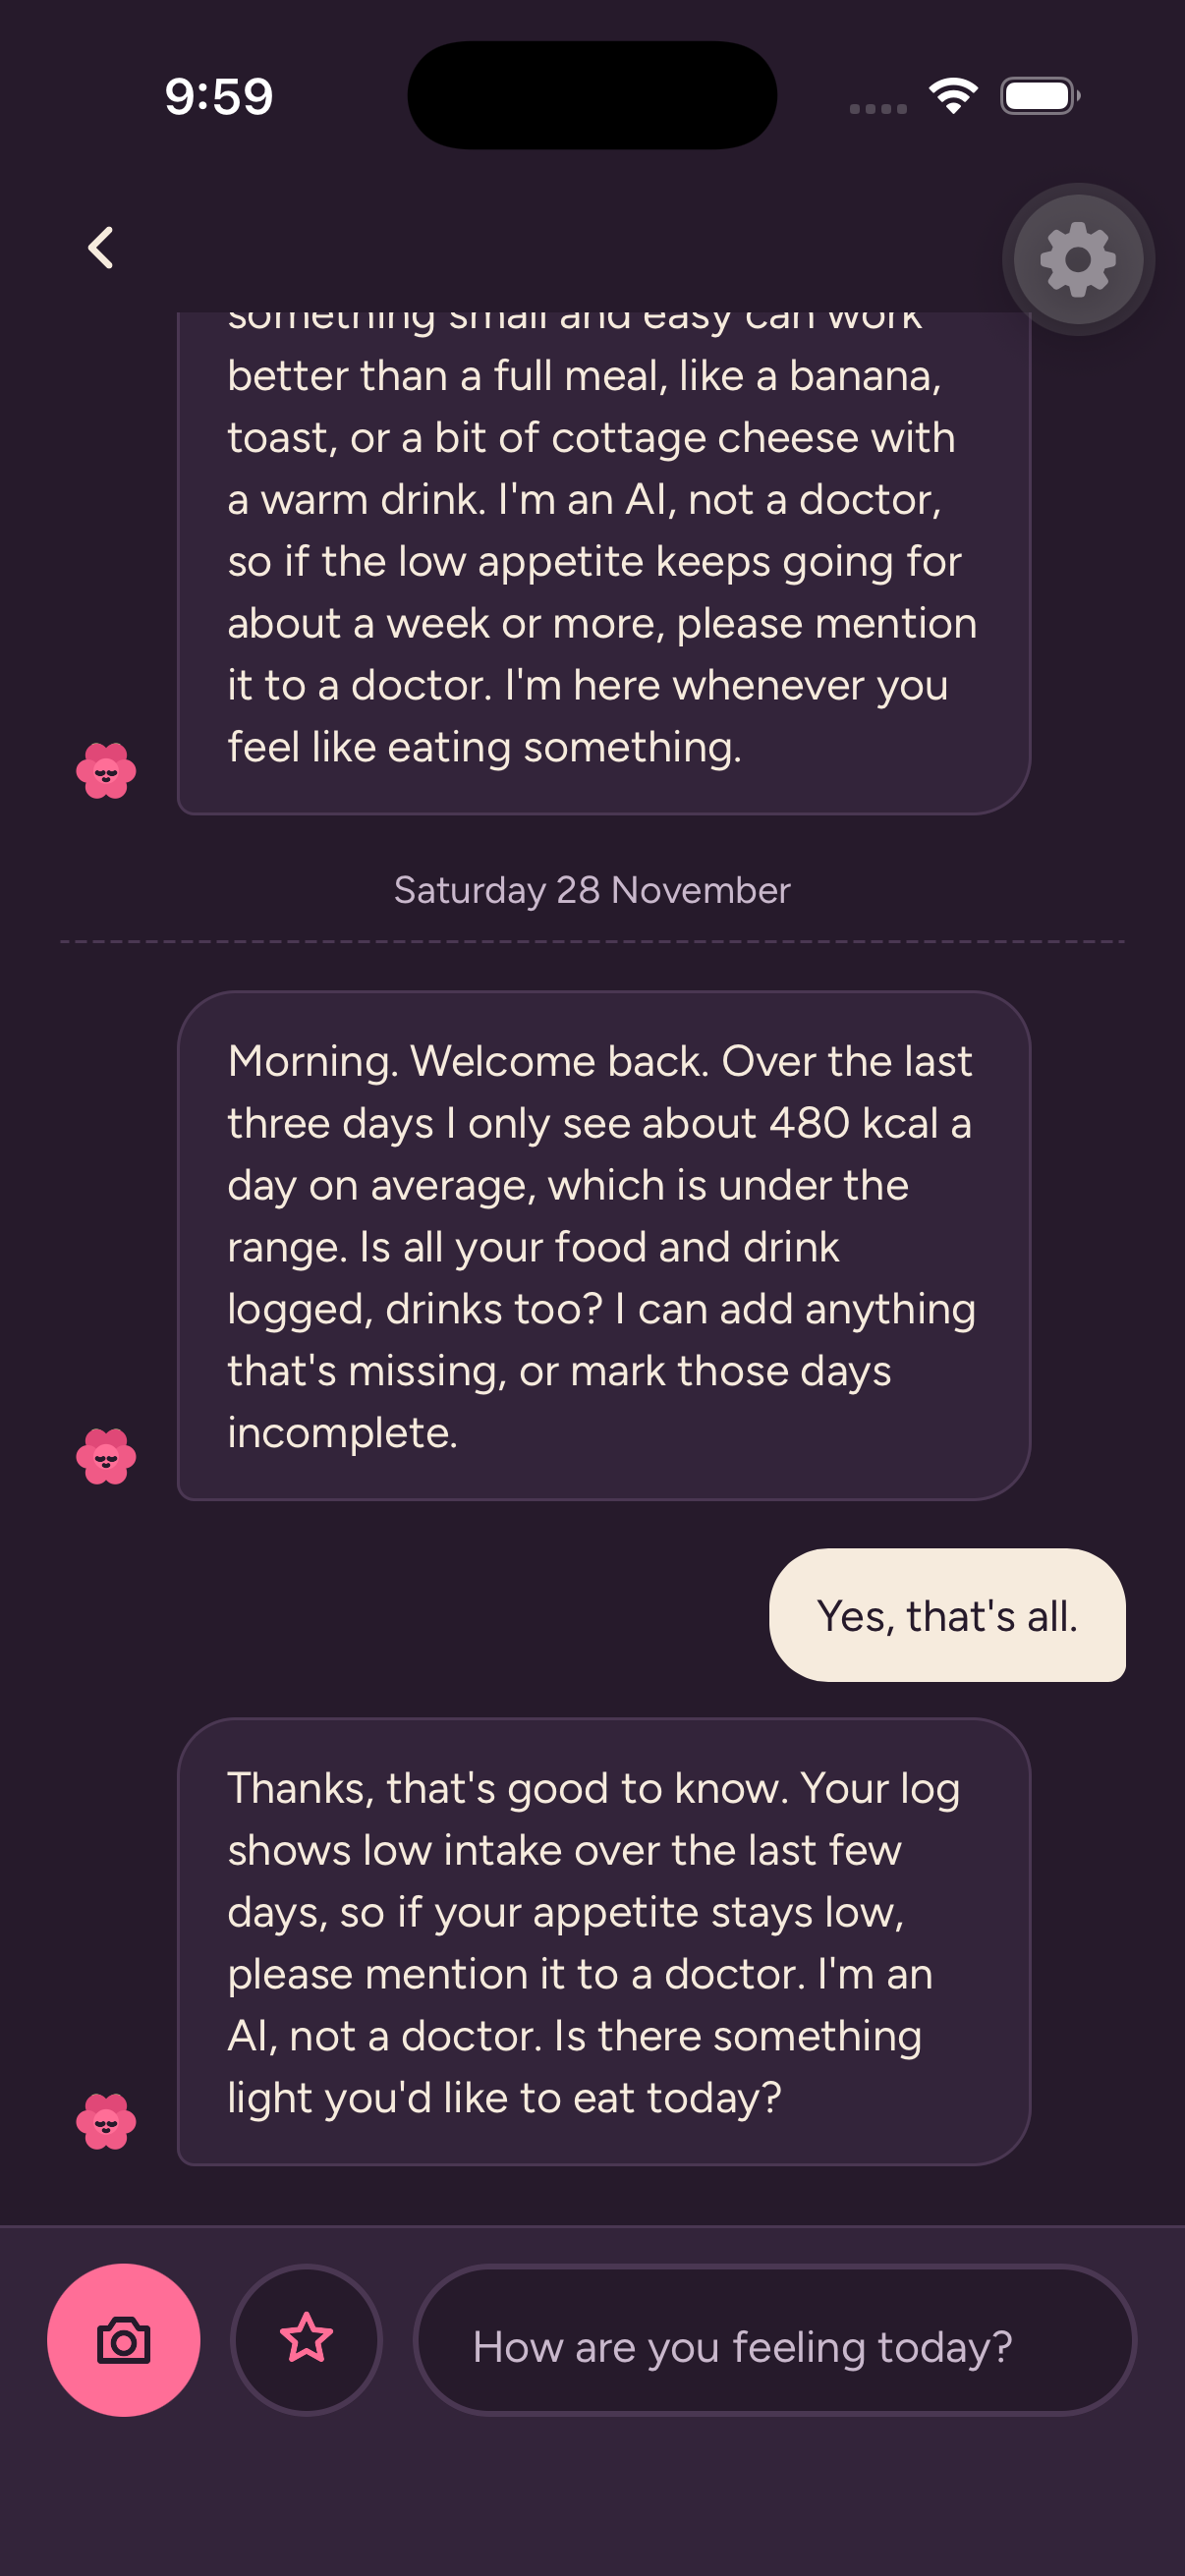 9:59
something small and easy can work
better than a full meal, like a banana,
toast, or a bit of cottage cheese with
a warm drink. I'm an AI, not a doctor,
so if the low appetite keeps going for
about a week or more, please mention
it to a doctor. I'm here whenever you
feel like eating something.
Saturday 28 November
Morning. Welcome back. Over the last
three days I only see about 480 kcal a
day on average, which is under the
range. Is all your food and drink
logged, drinks too? I can add anything
that's missing, or mark those days
incomplete.
Yes, that's all.
Thanks, that's good to know. Your log
shows low intake over the last few
days, so if your appetite stays low,
please mention it to a doctor. I'm an
AI, not a doctor. Is there something
light you'd like to eat today?
How are you feeling today?